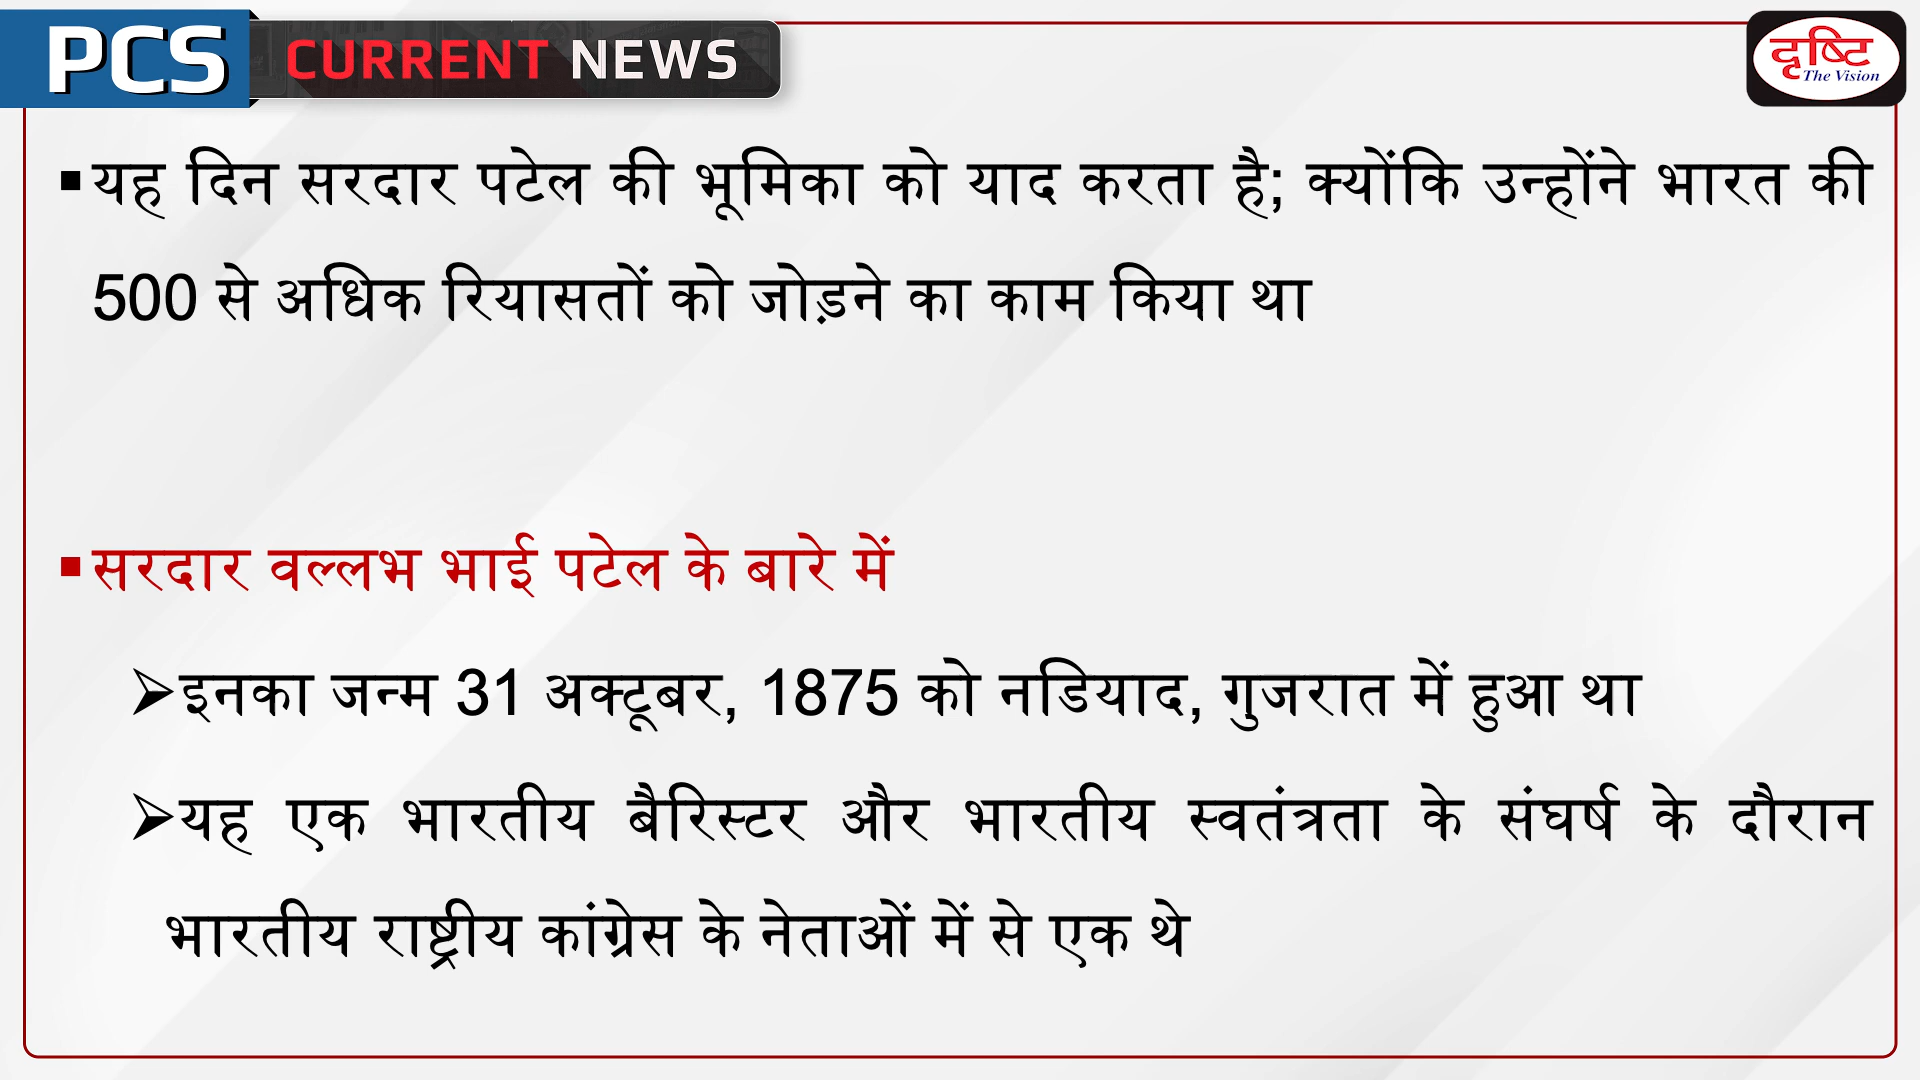 PCS CURRENT NEWS
दृष्टि
The Vision
▪यह दिन सरदार पटेल की भूमिका को याद करता है; क्योंकि उन्होंने भारत की
500 से अधिक रियासतों को जोड़ने का काम किया था
▪सरदार वल्लभ भाई पटेल के बारे में
➢इनका जन्म 31 अक्टूबर, 1875 को नडियाद, गुजरात में हुआ था
➢यह एक भारतीय बैरिस्टर और भारतीय स्वतंत्रता के संघर्ष के दौरान
भारतीय राष्ट्रीय कांग्रेस के नेताओं में से एक थे